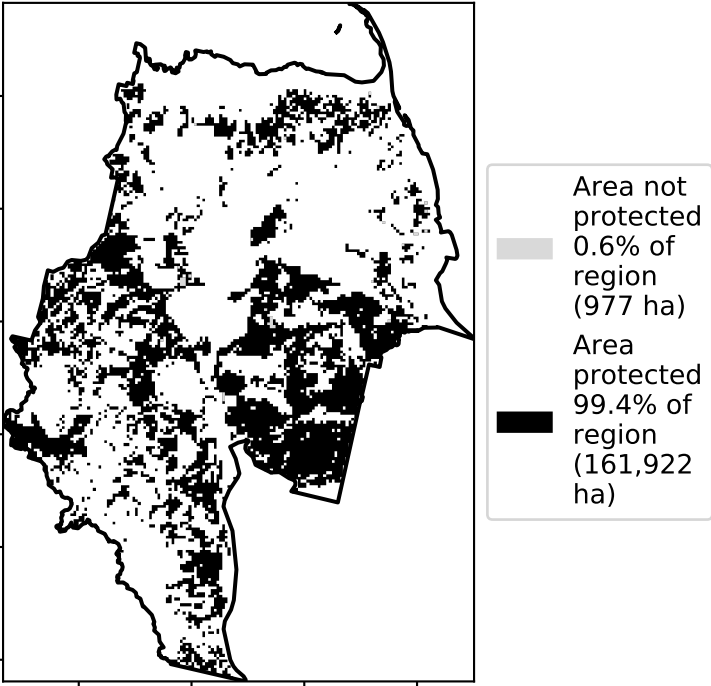 Area not
protected
0.6% of
region
(977 ha)
Area
protected
99.4% of
region
(161,922
ha)